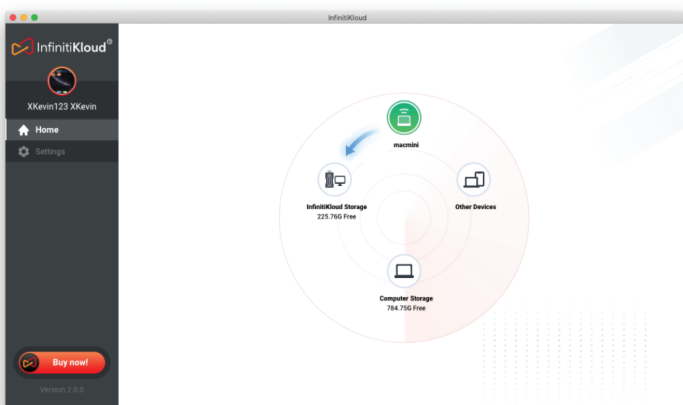 InfinitiKloud
InfinitiKloud®
XKevin123 XKevin
Home
Settings
macmini
InfinitiKloud Storage
225.76G Free
Other Devices
Computer Storage
784.75G Free
Buy now!
Version 2.0.0